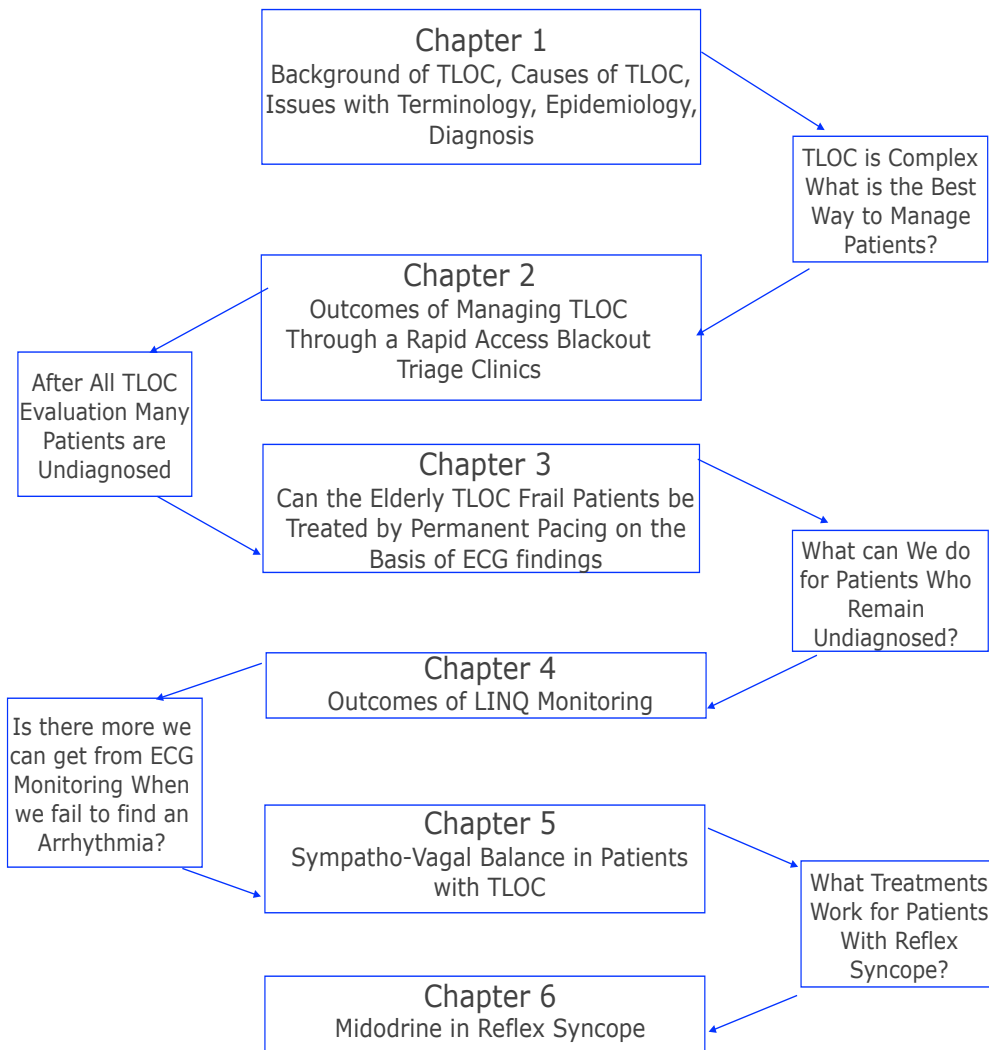 Chapter 1
Background of TLOC, Causes of TLOC,
Issues with Terminology, Epidemiology,
Diagnosis
TLOC is Complex
What is the Best
Way to Manage
Patients?
Chapter 2
Outcomes of Managing TLOC
Through a Rapid Access Blackout
Triage Clinics
After All TLOC
Evaluation Many
Patients are
Undiagnosed
Chapter 3
Can the Elderly TLOC Frail Patients be
Treated by Permanent Pacing on the
Basis of ECG findings
What can We do
for Patients Who
Remain
Undiagnosed?
Chapter 4
Outcomes of LINQ Monitoring
Is there more we
can get from ECG
Monitoring When
we fail to find an
Arrhythmia?
Chapter 5
Sympatho-Vagal Balance in Patients
with TLOC
What Treatments
Work for Patients
With Reflex
Syncope?
Chapter 6
Midodrine in Reflex Syncope